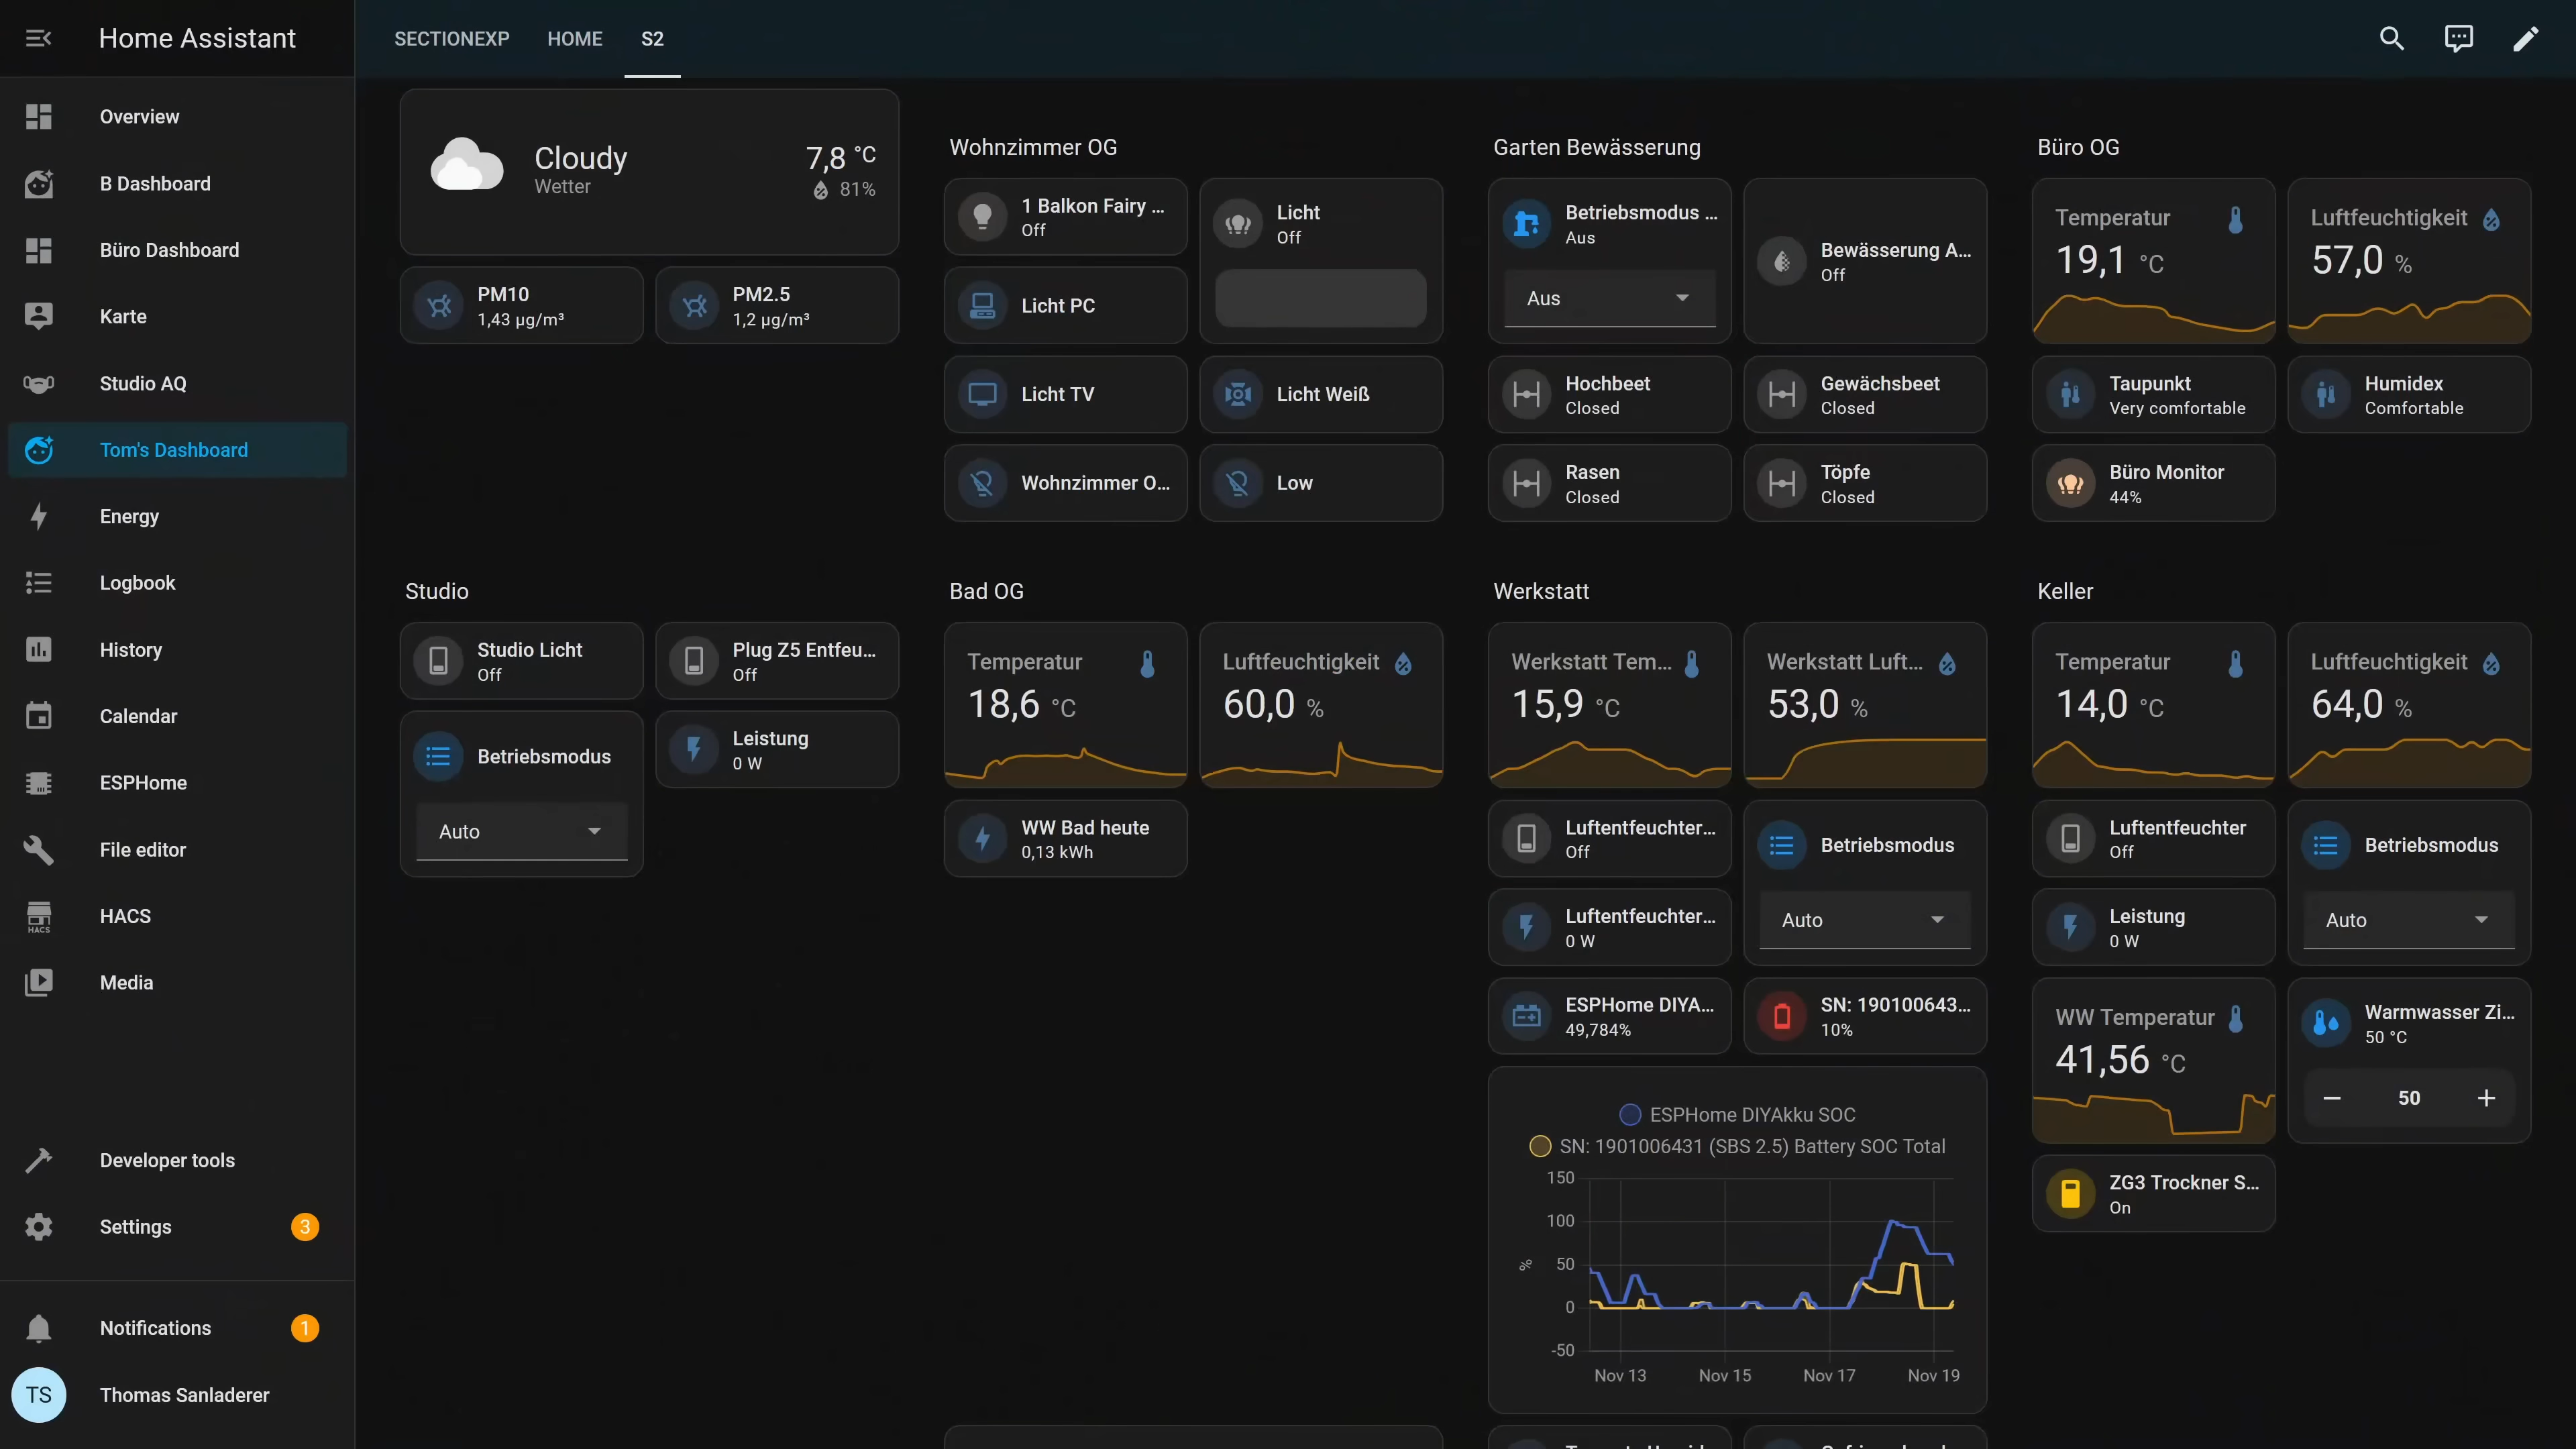 Home Assistant
SECTIONEXP
HOME
S2
Overview
B Dashboard
Büro Dashboard
Karte
Studio AQ
Tom's Dashboard
Energy
Logbook
History
Calendar
ESPHome
File editor
HACS
HACS
Media
Developer tools
Settings
3
Notifications
1
TS
Thomas Sanladerer
Cloudy
Wetter
7,8 °C
81%
PM10
1,43 µg/m³
PM2.5
1,2 µg/m³
Wohnzimmer OG
1 Balkon Fairy ...
Off
Licht
Off
Licht PC
Licht TV
Licht Weiß
Wohnzimmer O...
Low
Garten Bewässerung
Betriebsmodus ...
Aus
Aus
Bewässerung A...
Off
Hochbeet
Closed
Gewächsbeet
Closed
Rasen
Closed
Töpfe
Closed
Büro OG
Temperatur
19,1 °C
Luftfeuchtigkeit
57,0 %
Taupunkt
Very comfortable
Humidex
Comfortable
Büro Monitor
44%
Studio
Studio Licht
Off
Plug Z5 Entfeu...
Off
Betriebsmodus
Auto
Leistung
0 W
Bad OG
Temperatur
18,6 °C
Luftfeuchtigkeit
60,0 %
WW Bad heute
0,13 kWh
Werkstatt
Werkstatt Tem...
15,9 °C
Werkstatt Luft...
53,0 %
Luftentfeuchter...
Off
Betriebsmodus
Auto
Luftentfeuchter...
0 W
ESPHome DIYA...
49,784%
SN: 190100643...
10%
ESPHome DIYAkku SOC
SN: 1901006431 (SBS 2.5) Battery SOC Total
150
100
50
0
-50
%
Nov 13
Nov 15
Nov 17
Nov 19
Keller
Temperatur
14,0 °C
Luftfeuchtigkeit
64,0 %
Luftentfeuchter
Off
Betriebsmodus
Auto
Leistung
0 W
WW Temperatur
41,56 °C
Warmwasser Zi...
50 °C
− 50 +
ZG3 Trockner S...
On